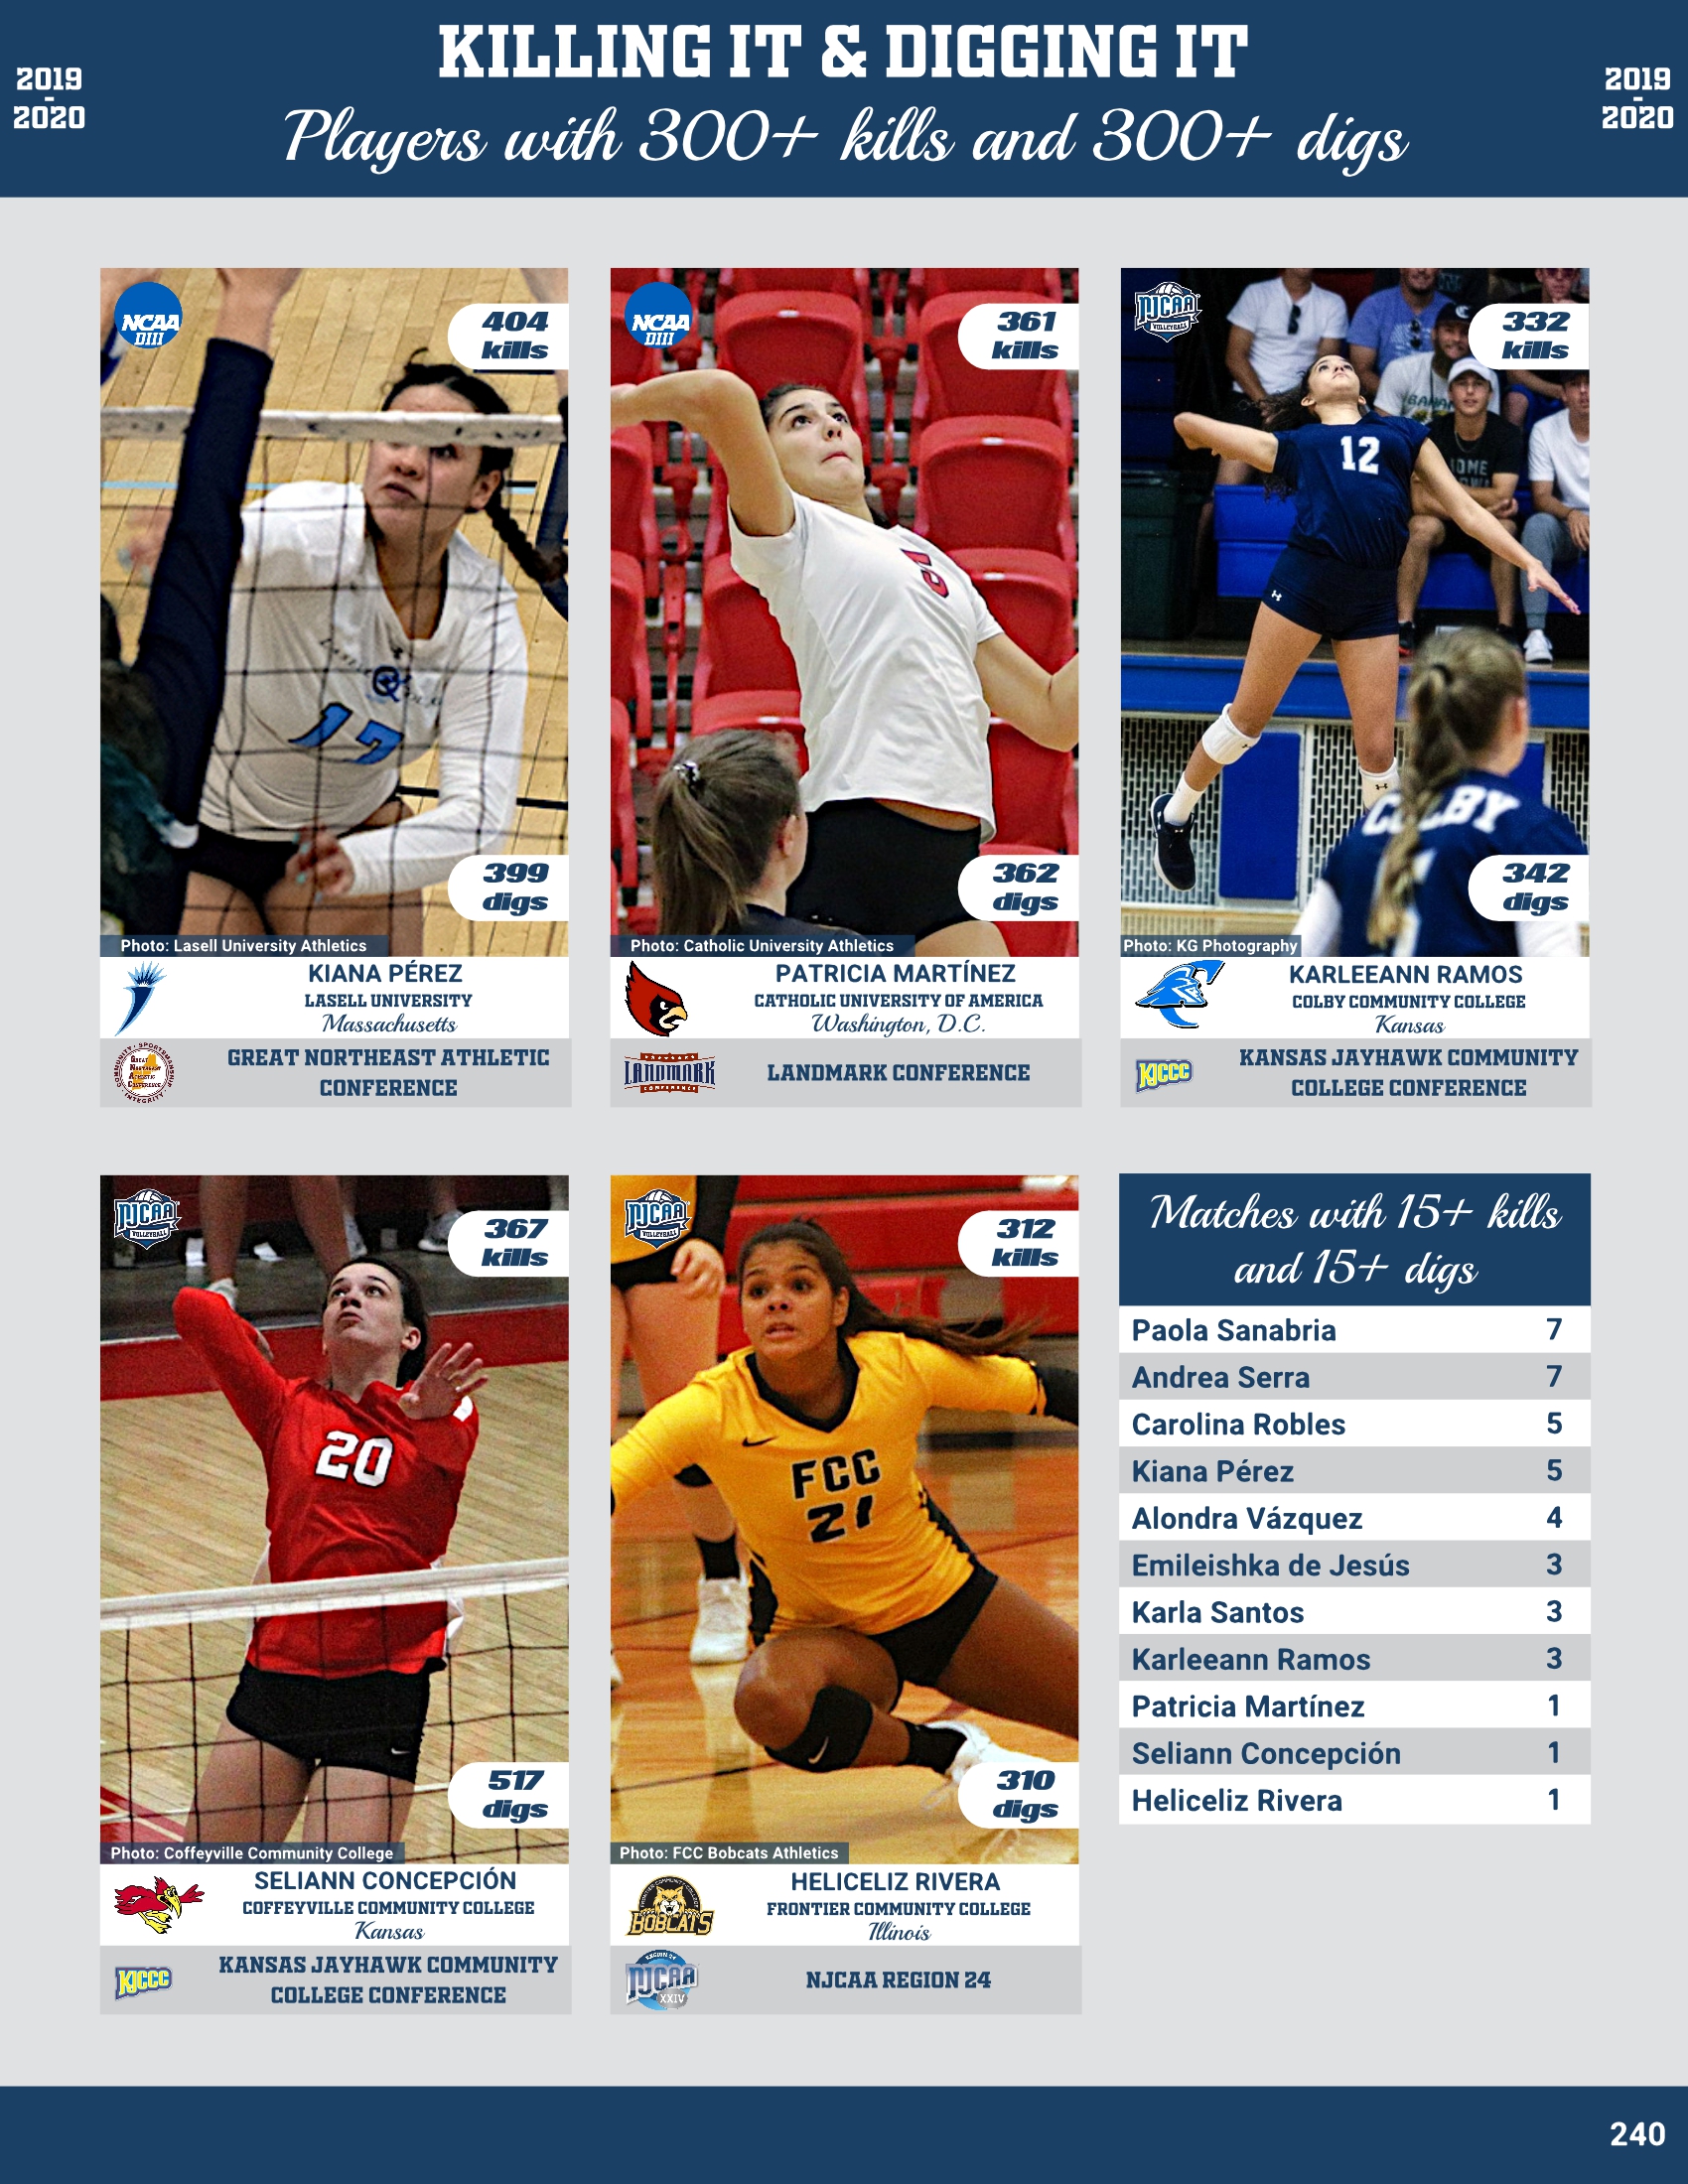 KILLING IT & DIGGING IT
2019
-
2020
Players with 300+ kills and 300+ digs
2019
-
2020
NCAA
DIII
404
kills
17
399
digs
Photo: Lasell University Athletics
KIANA PÉREZ
LASELL UNIVERSITY
Massachusetts
GREAT NORTHEAST ATHLETIC
CONFERENCE
NCAA
DIII
361
kills
362
digs
Photo: Catholic University Athletics
PATRICIA MARTÍNEZ
CATHOLIC UNIVERSITY OF AMERICA
Washington, D.C.
LANDMARK
CONFERENCE
LANDMARK CONFERENCE
NJCAA
VOLLEYBALL
332
kills
12
342
digs
Photo: KG Photography
KARLEEANN RAMOS
COLBY COMMUNITY COLLEGE
Kansas
KJCCC
KANSAS JAYHAWK COMMUNITY
COLLEGE CONFERENCE
NJCAA
VOLLEYBALL
367
kills
20
517
digs
Photo: Coffeyville Community College
SELIANN CONCEPCIÓN
COFFEYVILLE COMMUNITY COLLEGE
Kansas
KJCCC
KANSAS JAYHAWK COMMUNITY
COLLEGE CONFERENCE
NJCAA
VOLLEYBALL
312
kills
FCC
21
310
digs
Photo: FCC Bobcats Athletics
HELICELIZ RIVERA
FRONTIER COMMUNITY COLLEGE
Illinois
BOBCATS
NJCAA
XXIV
NJCAA REGION 24
Matches with 15+ kills
and 15+ digs
Paola Sanabria 7
Andrea Serra 7
Carolina Robles 5
Kiana Pérez 5
Alondra Vázquez 4
Emileishka de Jesús 3
Karla Santos 3
Karleeann Ramos 3
Patricia Martínez 1
Seliann Concepción 1
Heliceliz Rivera 1
240